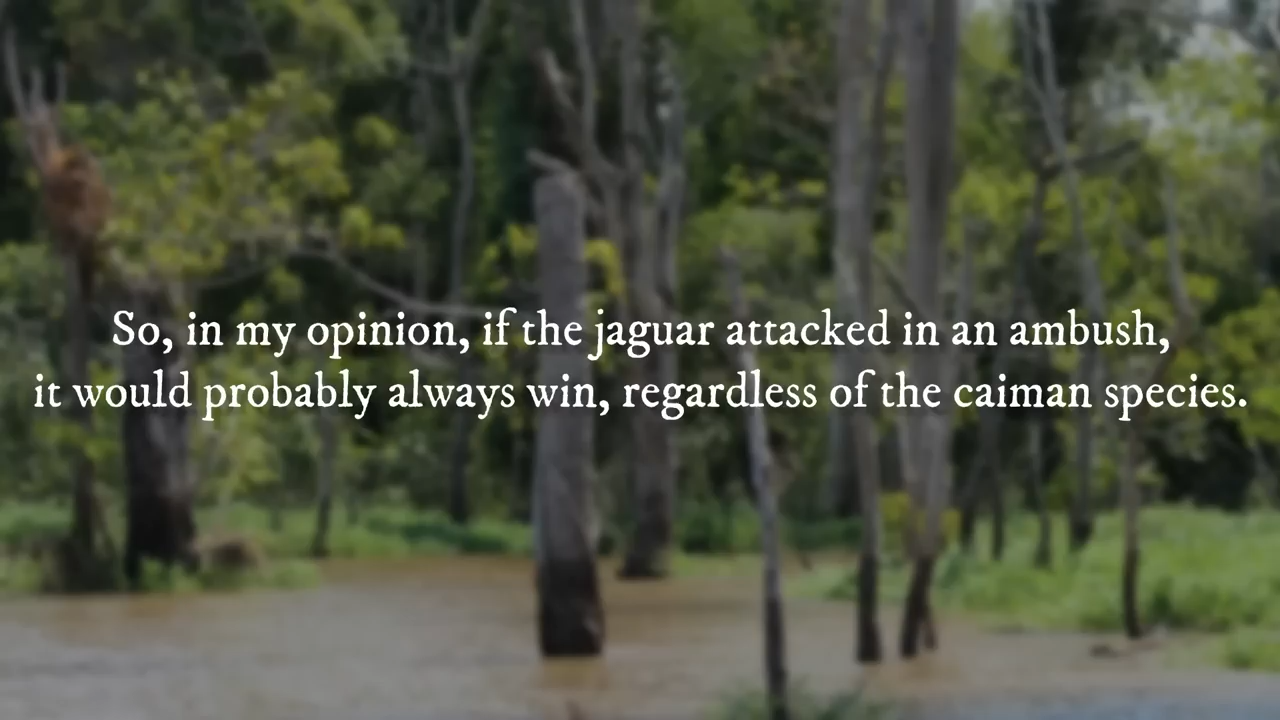 So, in my opinion, if the jaguar attacked in an ambush,
it would probably always win, regardless of the caiman species.